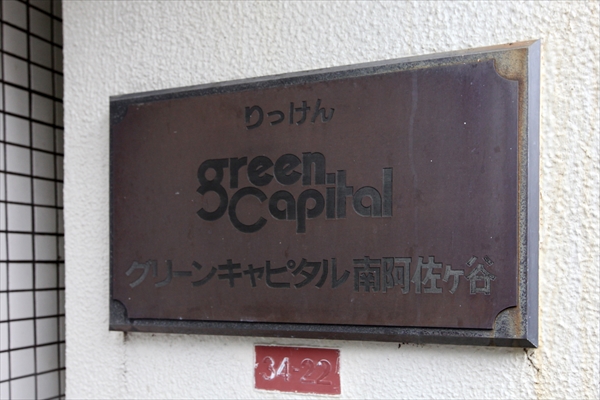 りっけん
green
Capital
グリーンキャピタル南阿佐ヶ谷
34-22